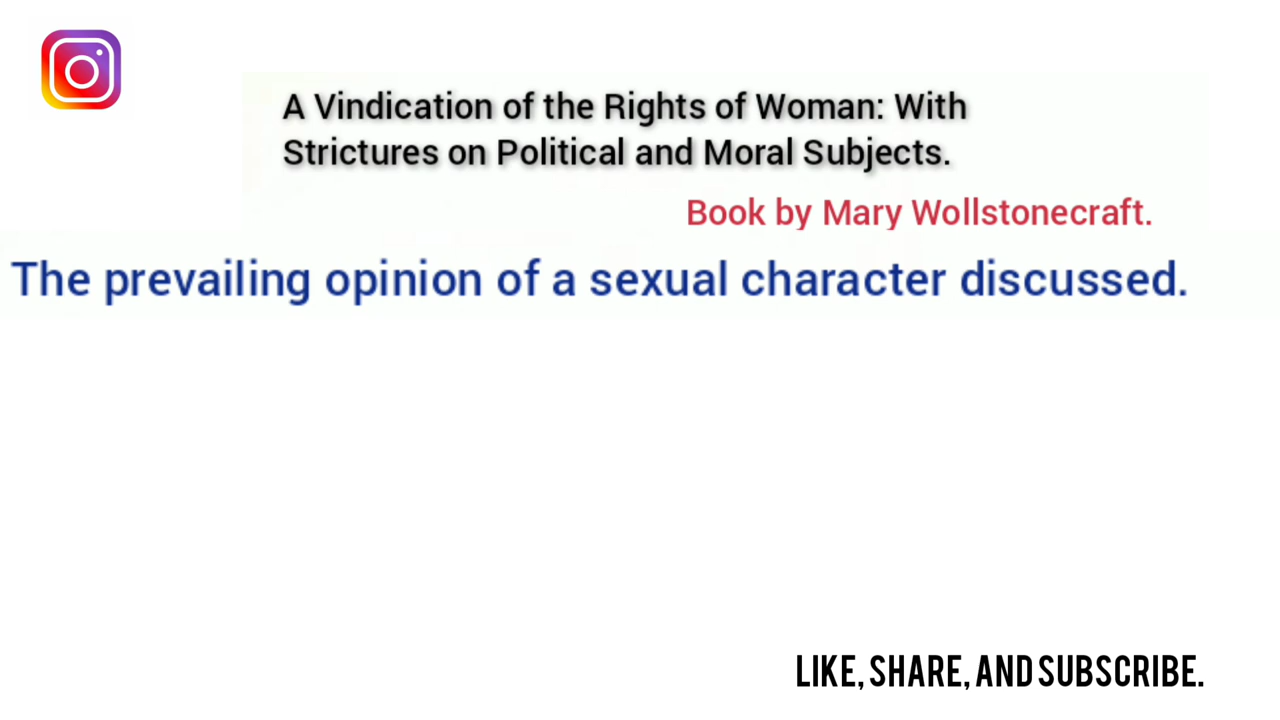 A Vindication of the Rights of Woman: With
Strictures on Political and Moral Subjects.
Book by Mary Wollstonecraft.
The prevailing opinion of a sexual character discussed.
LIKE, SHARE, AND SUBSCRIBE.